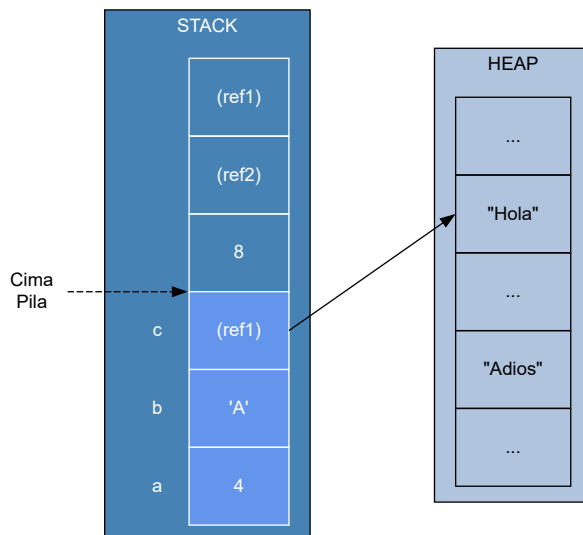 STACK
(ref1)
(ref2)
8
Cima
Pila
c
(ref1)
b
'A'
a
4
HEAP
...
"Hola"
...
"Adios"
...